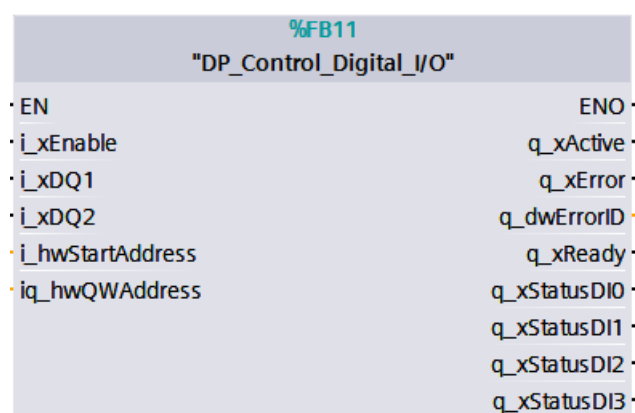 %FB11
"DP_Control_Digital_I/O"
EN ENO
i_xEnable q_xActive
i_xDQ1 q_xError
i_xDQ2 q_dwErrorID
i_hwStartAddress q_xReady
iq_hwQWAddress q_xStatusDI0
q_xStatusDI1
q_xStatusDI2
q_xStatusDI3